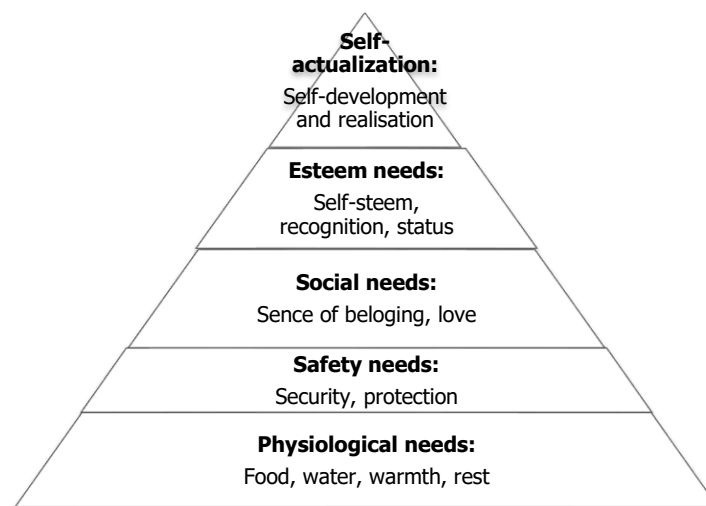 Self-
actualization:
Self-development
and realisation
Esteem needs:
Self-steem,
recognition, status
Social needs:
Sence of beloging, love
Safety needs:
Security, protection
Physiological needs:
Food, water, warmth, rest